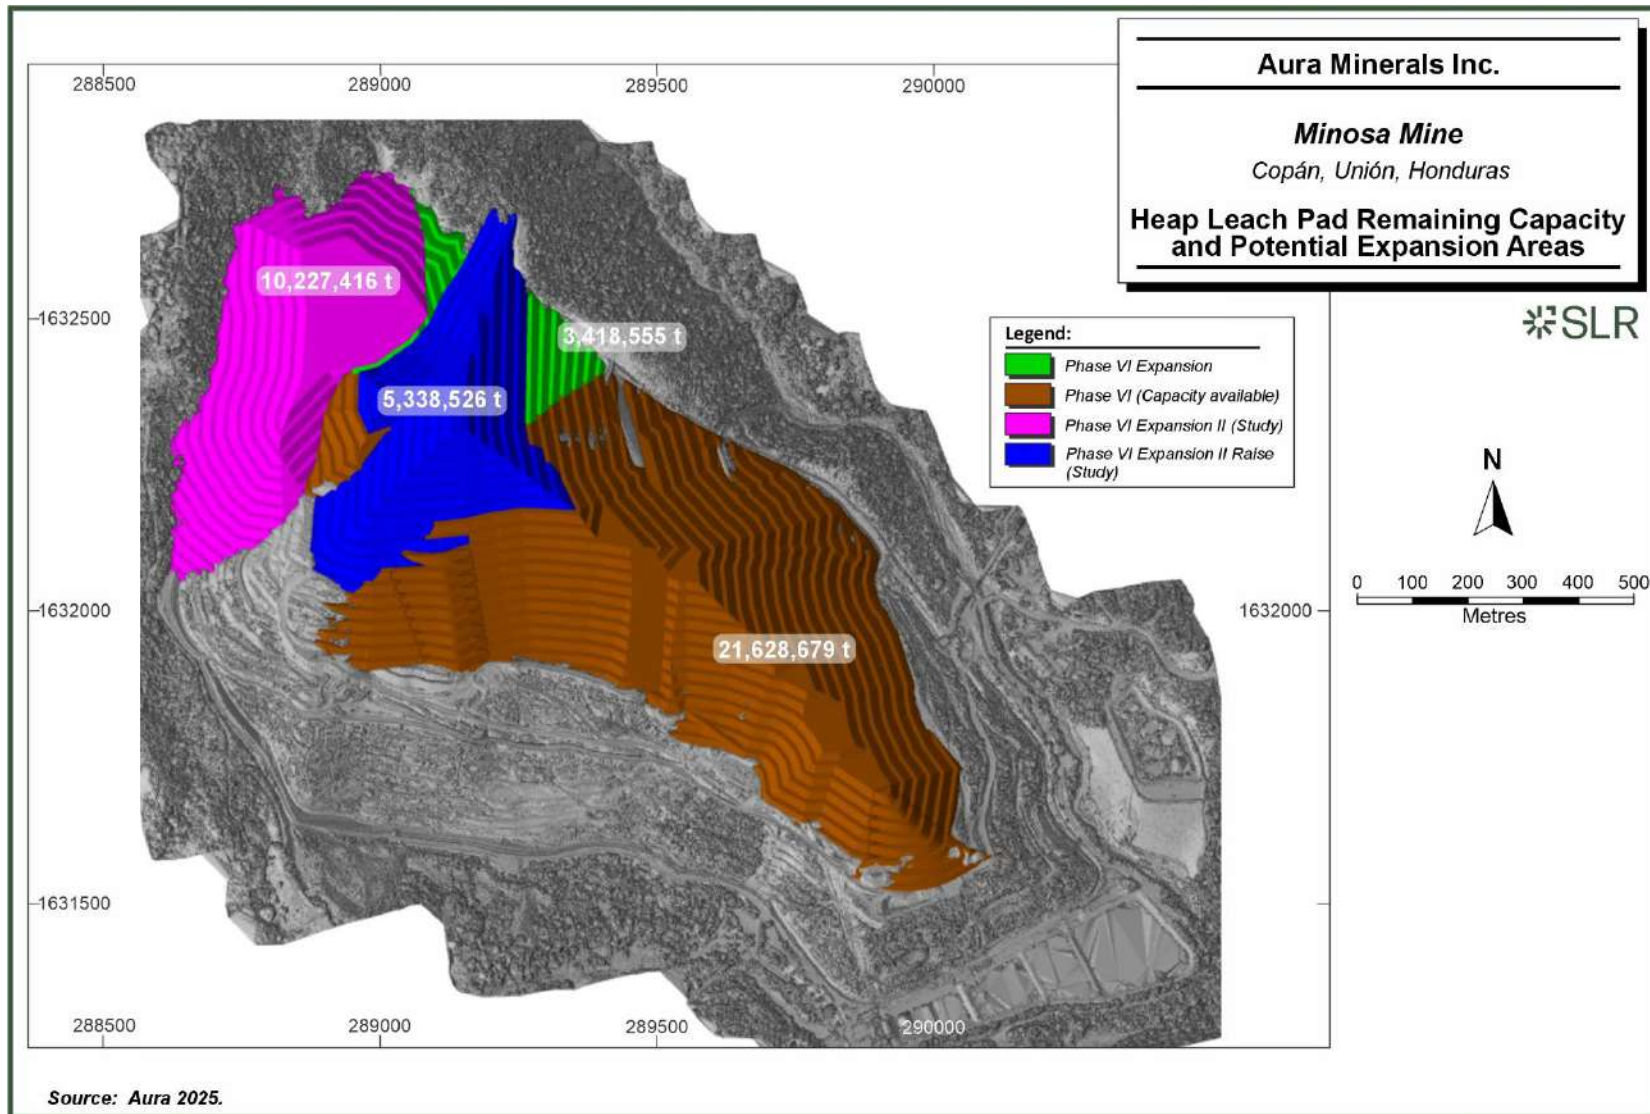 Aura Minerals Inc.
Minosa Mine
Copán, Unión, Honduras
Heap Leach Pad Remaining Capacity
and Potential Expansion Areas
288500
289000
289500
290000
10,227,416 t
1632500
3,418,555 t
5,338,526 t
SLR
Legend:
Phase VI Expansion
Phase VI (Capacity available)
Phase VI Expansion II (Study)
Phase VI Expansion II Raise
(Study)
N
0 100 200 300 400 500
Metres
1632000
1632000
21,628,679 t
1631500
288500
289000
289500
290000
Source: Aura 2025.